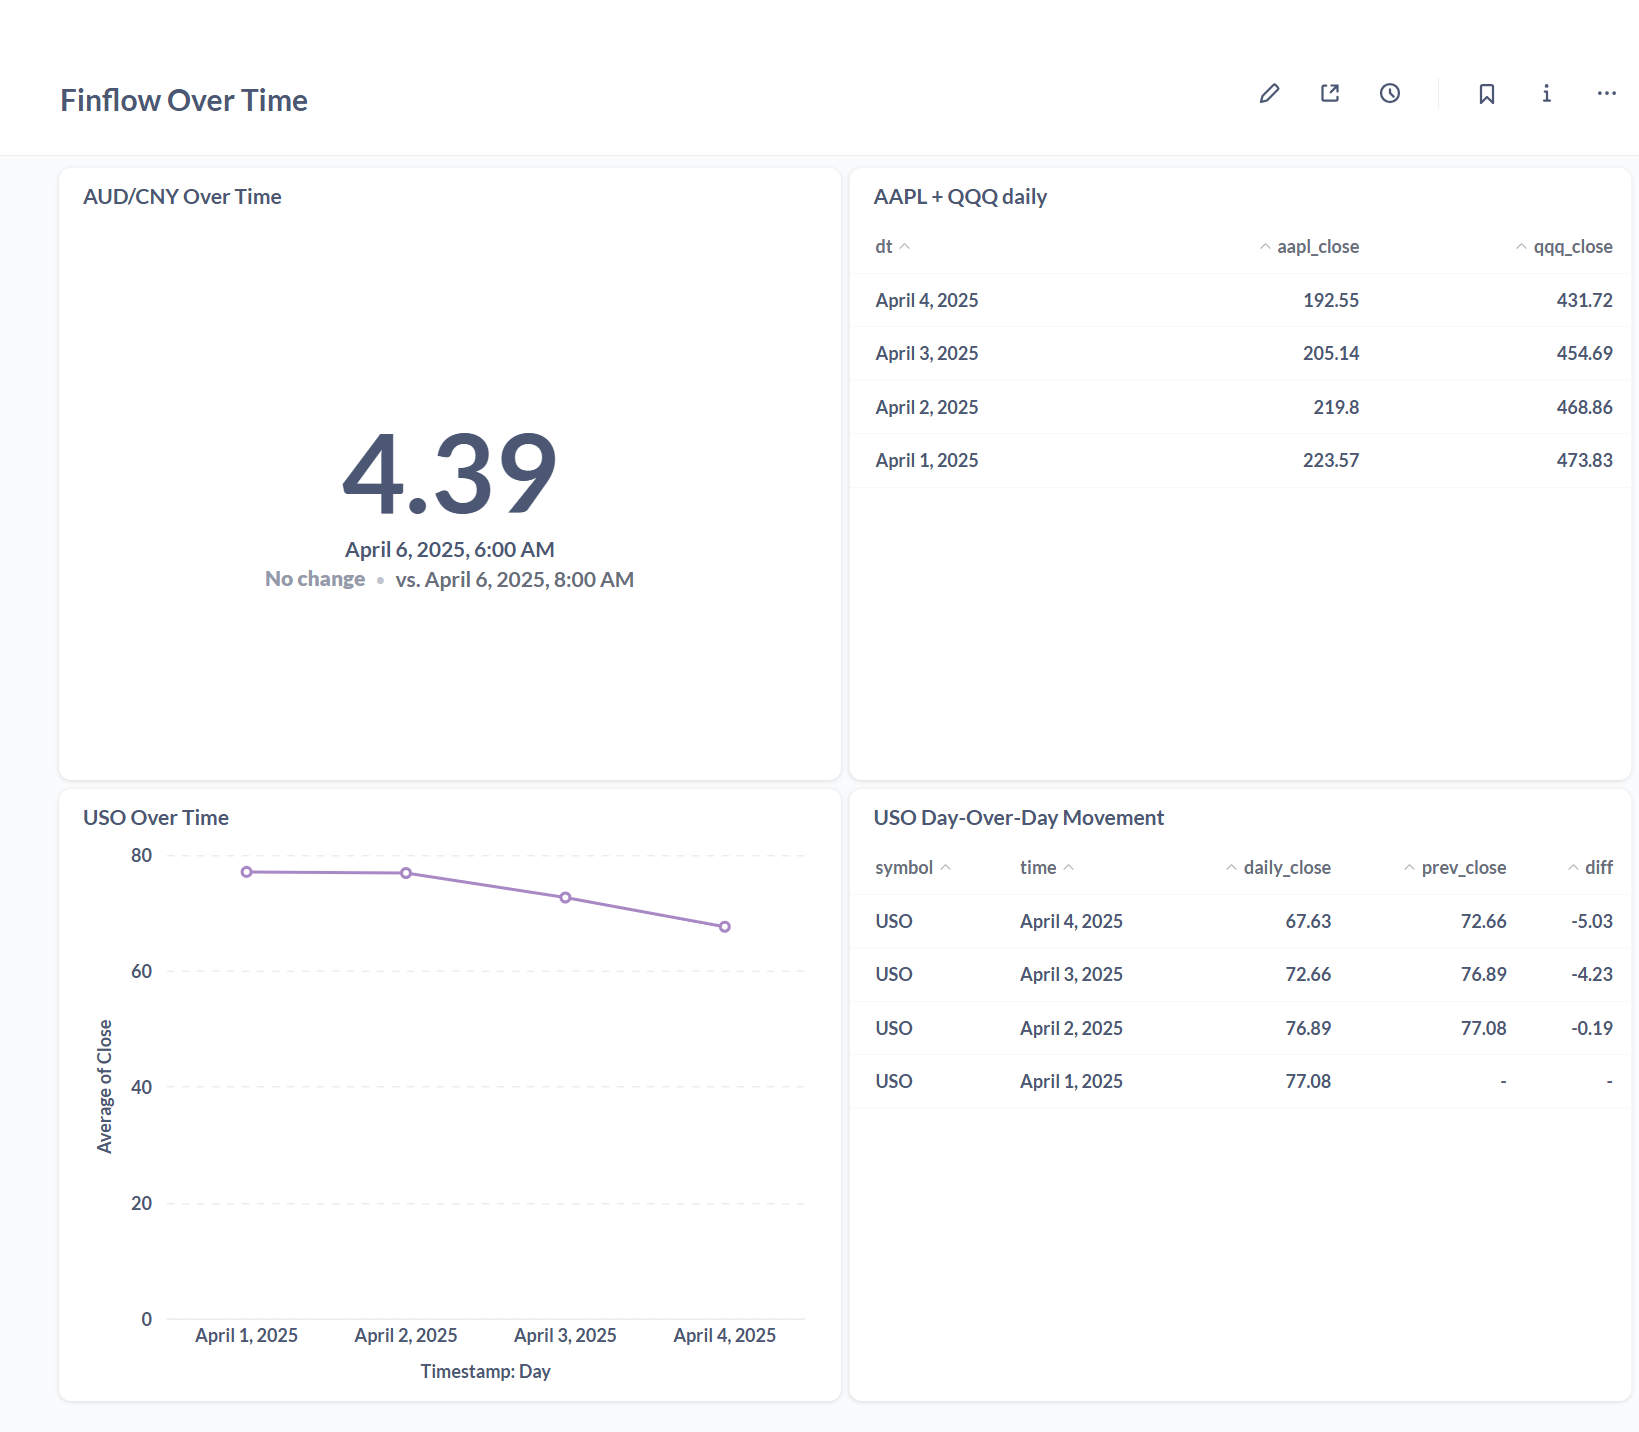 Finflow Over Time
AUD/CNY Over Time
4.39
April 6, 2025, 6:00 AM
No change • vs. April 6, 2025, 8:00 AM
AAPL + QQQ daily
dt aapl_close qqq_close
April 4, 2025 192.55 431.72
April 3, 2025 205.14 454.69
April 2, 2025 219.8 468.86
April 1, 2025 223.57 473.83
USO Over Time
80
60
40
20
0
Average of Close
April 1, 2025 April 2, 2025 April 3, 2025 April 4, 2025
Timestamp: Day
USO Day-Over-Day Movement
symbol time daily_close prev_close diff
USO April 4, 2025 67.63 72.66 -5.03
USO April 3, 2025 72.66 76.89 -4.23
USO April 2, 2025 76.89 77.08 -0.19
USO April 1, 2025 77.08 - -